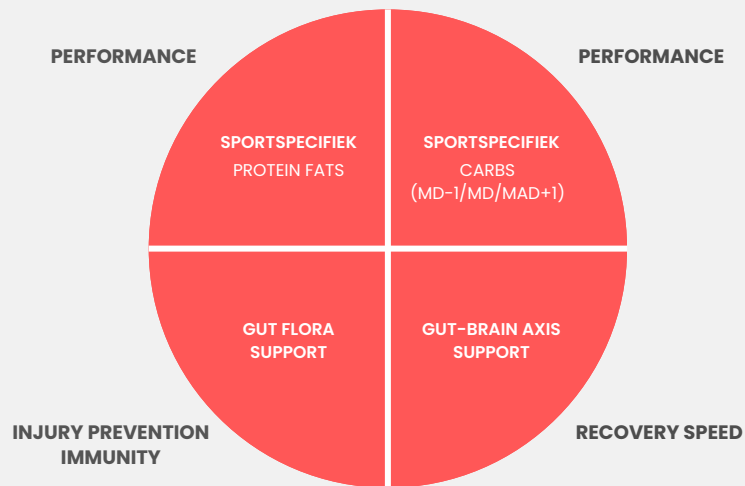 PERFORMANCE
PERFORMANCE
SPORTSPECIFIEK
PROTEIN FATS
SPORTSPECIFIEK
CARBS
(MD-1/MD/MAD+1)
GUT FLORA
SUPPORT
GUT-BRAIN AXIS
SUPPORT
INJURY PREVENTION
IMMUNITY
RECOVERY SPEED